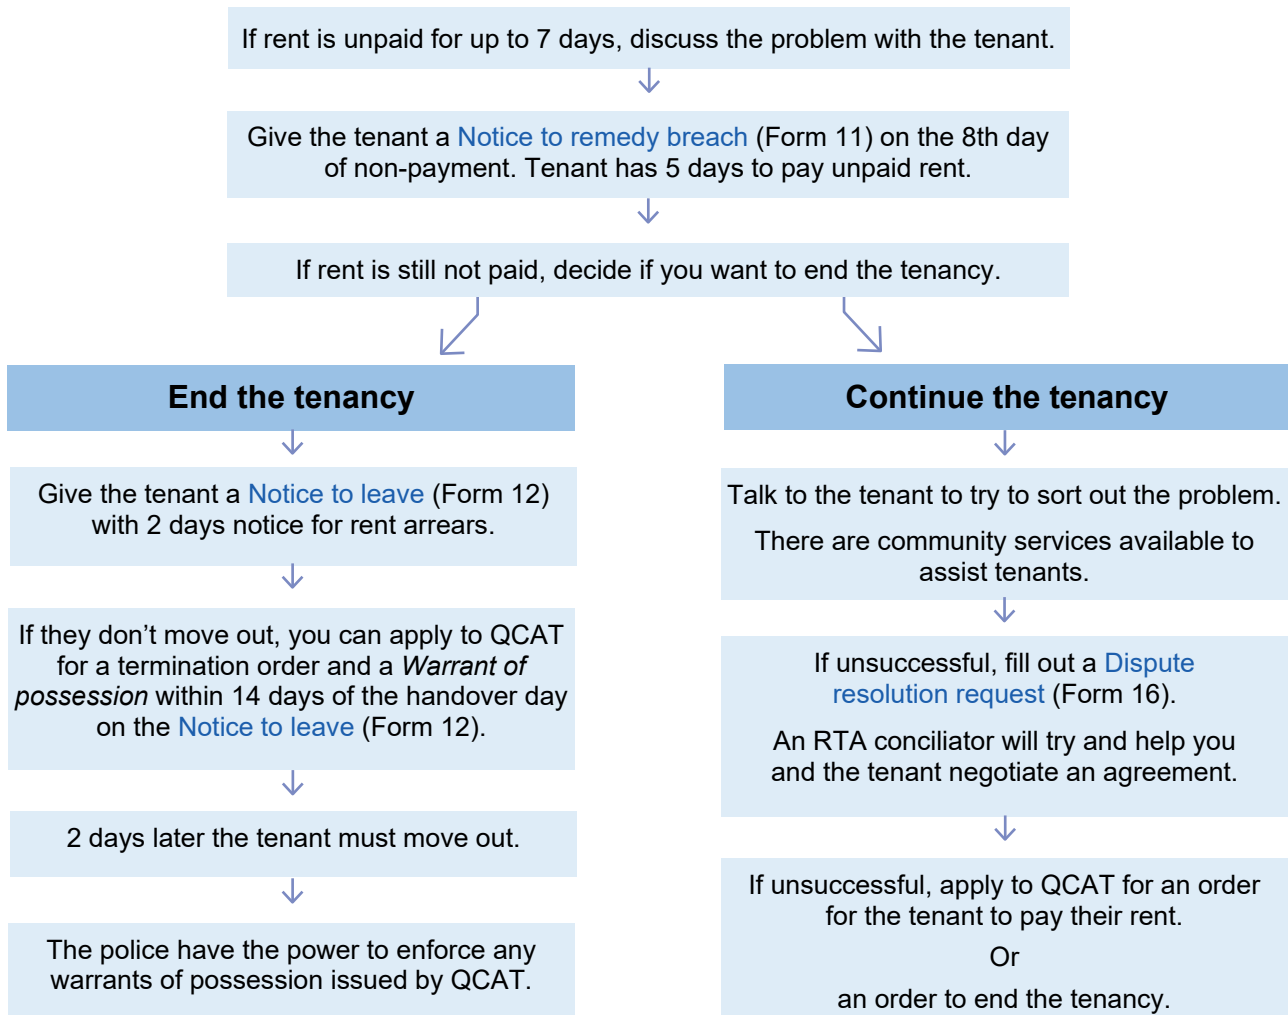 If rent is unpaid for up to 7 days, discuss the problem with the tenant.
Give the tenant a Notice to remedy breach (Form 11) on the 8th day
of non-payment. Tenant has 5 days to pay unpaid rent.
If rent is still not paid, decide if you want to end the tenancy.
End the tenancy
Give the tenant a Notice to leave (Form 12)
with 2 days notice for rent arrears.
If they don’t move out, you can apply to QCAT
for a termination order and a Warrant of
possession within 14 days of the handover day
on the Notice to leave (Form 12).
2 days later the tenant must move out.
The police have the power to enforce any
warrants of possession issued by QCAT.
Continue the tenancy
Talk to the tenant to try to sort out the problem.
There are community services available to
assist tenants.
If unsuccessful, fill out a Dispute
resolution request (Form 16).
An RTA conciliator will try and help you
and the tenant negotiate an agreement.
If unsuccessful, apply to QCAT for an order
for the tenant to pay their rent.
Or
an order to end the tenancy.